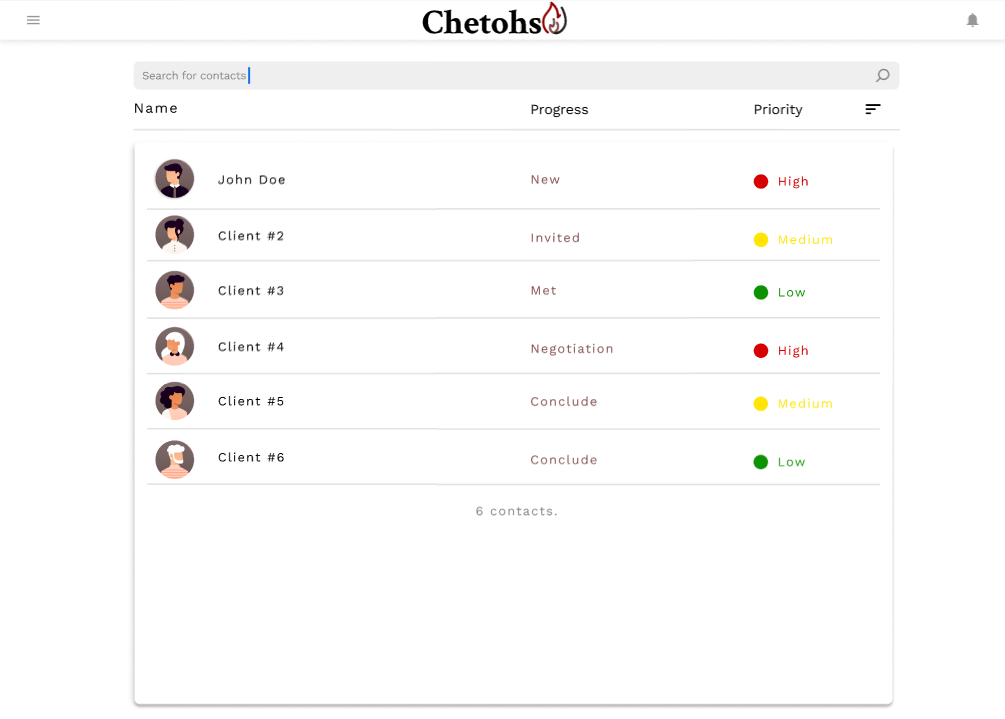 Chetohs
Search for contacts
Name Progress Priority
John Doe New High
Client #2 Invited Medium
Client #3 Met Low
Client #4 Negotiation High
Client #5 Conclude Medium
Client #6 Conclude Low
6 contacts.